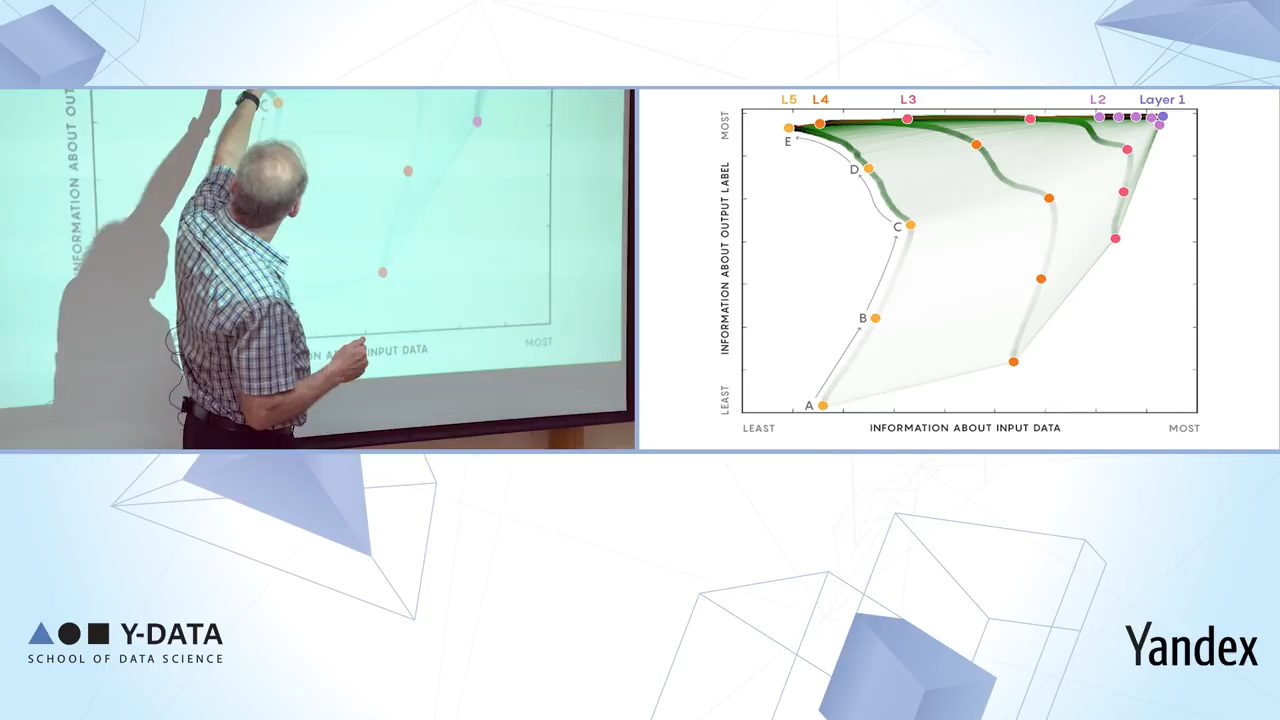 INFORMATION ABOUT OUT
C
INPUT DATA
MOST
L5 L4 L3 L2 Layer 1
MOST
INFORMATION ABOUT OUTPUT LABEL
LEAST
E
D
C
B
A
LEAST INFORMATION ABOUT INPUT DATA MOST
Y-DATA
SCHOOL OF DATA SCIENCE
Yandex